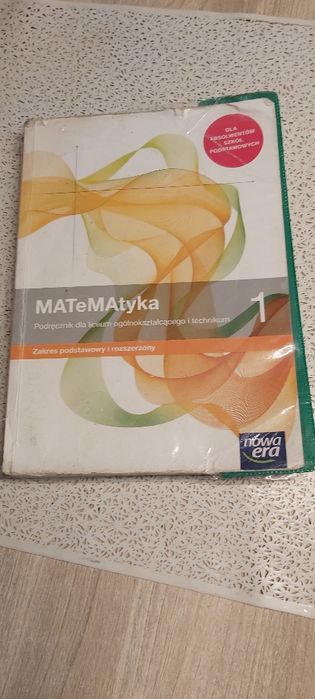 DLA
ABSOLWENTÓW
SZKÓŁ
PODSTAWOWYCH
MATeMAtyka
1
Podręcznik dla liceum ogólnokształcącego i technikum
Zakres podstawowy i rozszerzony
nowa
era